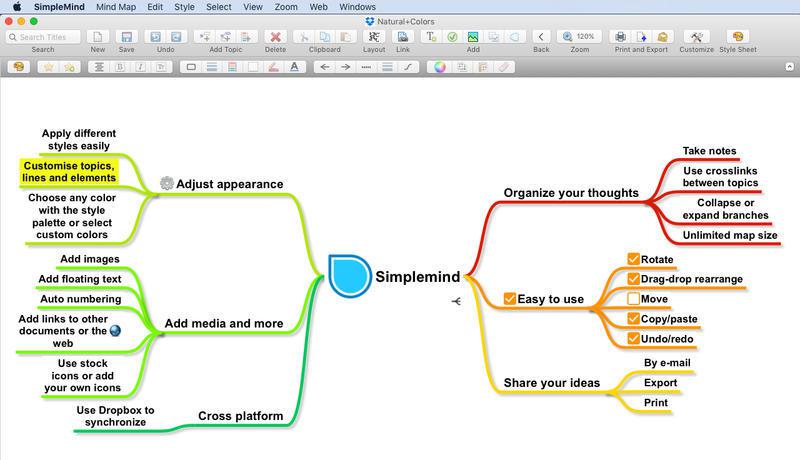 SimpleMind Mind Map Edit Style Select View Zoom Web Windows
Natural+Colors
Search Titles
120%
Search New Save Undo Add Topic Delete Clipboard Layout Link Add Back Zoom Print and Export Customize Style Sheet
B I Tт A
Apply different
styles easily
Customise topics,
lines and elements
Choose any color
with the style
palette or select
custom colors
Adjust appearance
Add images
Add floating text
Auto numbering
Add links to other
documents or the
web
Use stock
icons or add
your own icons
Add media and more
Use Dropbox to
synchronize
Cross platform
Simplemind
Organize your thoughts
Take notes
Use crosslinks
between topics
Collapse or
expand branches
Unlimited map size
Easy to use
Rotate
Drag-drop rearrange
Move
Copy/paste
Undo/redo
Share your ideas
By e-mail
Export
Print